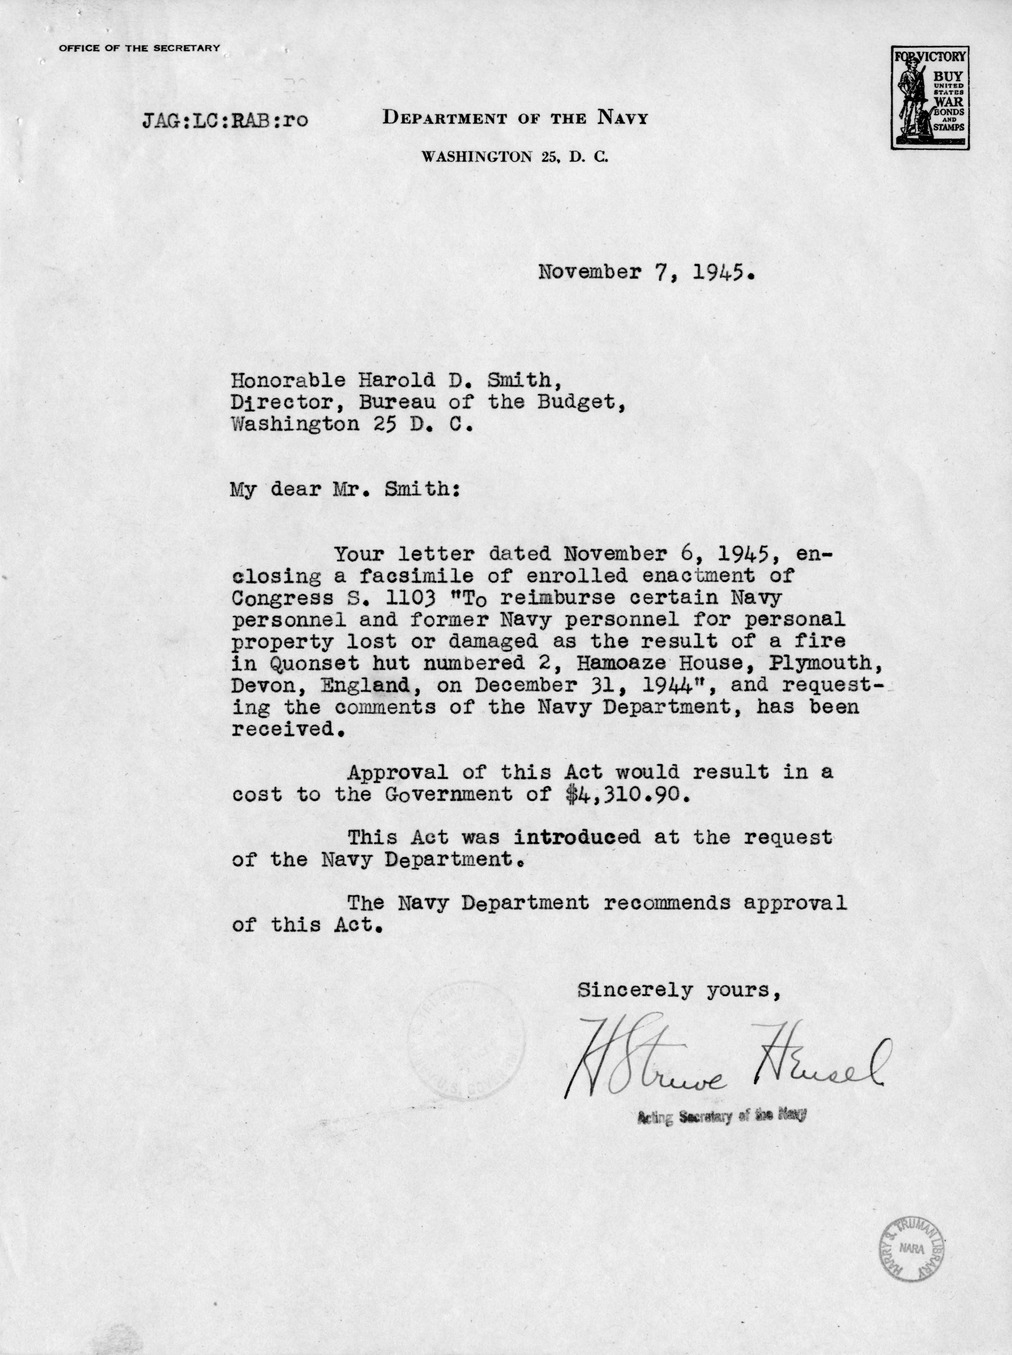 OFFICE OF THE SECRETARY
FOR VICTORY
BUY
UNITED
STATES
WAR
BONDS
AND
STAMPS
JAG:LC:RAB:ro
DEPARTMENT OF THE NAVY
WASHINGTON 25, D. C.
November 7, 1945.
Honorable Harold D. Smith,
Director, Bureau of the Budget,
Washington 25 D. C.
My dear Mr. Smith:
Your letter dated November 6, 1945, en-
closing a facsimile of enrolled enactment of
Congress S. 1103 "To reimburse certain Navy
personnel and former Navy personnel for personal
property lost or damaged as the result of a fire
in Quonset hut numbered 2, Hamoaze House, Plymouth,
Devon, England, on December 31, 1944", and request-
ing the comments of the Navy Department, has been
received.
Approval of this Act would result in a
cost to the Government of $4,310.90.
This Act was introduced at the request
of the Navy Department.
The Navy Department recommends approval
of this Act.
Sincerely yours,
H Struve Hensel
Acting Secretary of the Navy
HARRY S. TRUMAN LIBRARY
NARA